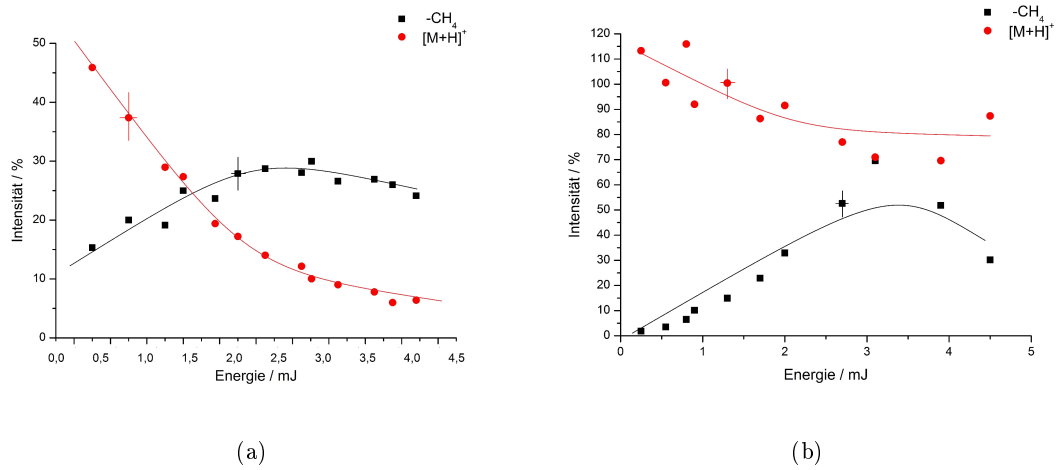 -CH₄
[M+H]⁺
50
40
30
20
10
0
Intensität / %
0,0 0,5 1,0 1,5 2,0 2,5 3,0 3,5 4,0 4,5
Energie / mJ
(a)
-CH₄
[M+H]⁺
120
110
100
90
80
70
60
50
40
30
20
10
0
Intensität / %
0 1 2 3 4 5
Energie / mJ
(b)